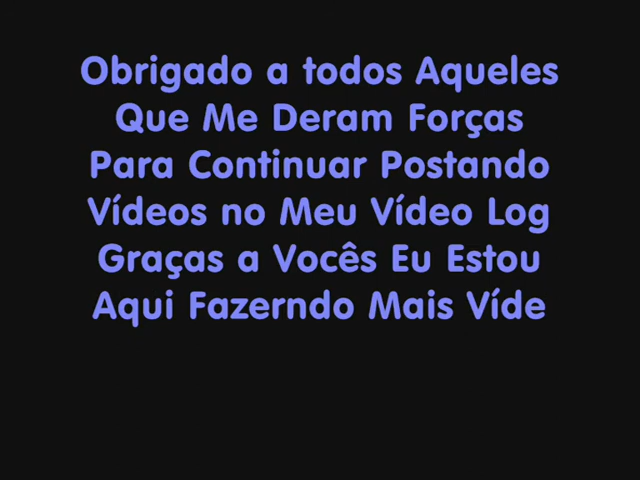 Obrigado a todos Aqueles
Que Me Deram Forças
Para Continuar Postando
Vídeos no Meu Vídeo Log
Graças a Vocês Eu Estou
Aqui Fazerndo Mais Víde